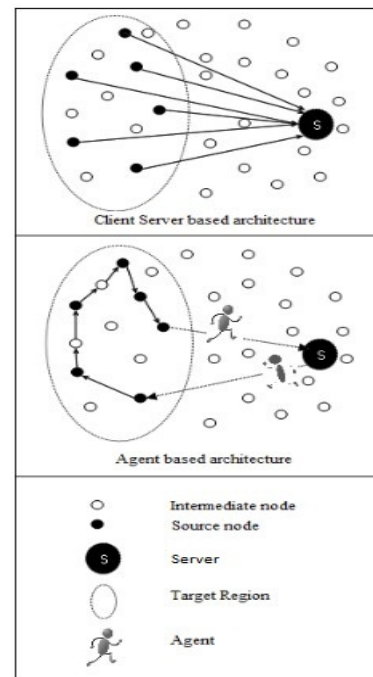 S
Client Server based architecture
S
Agent based architecture
Intermediate node
Source node
S
Server
Target Region
Agent